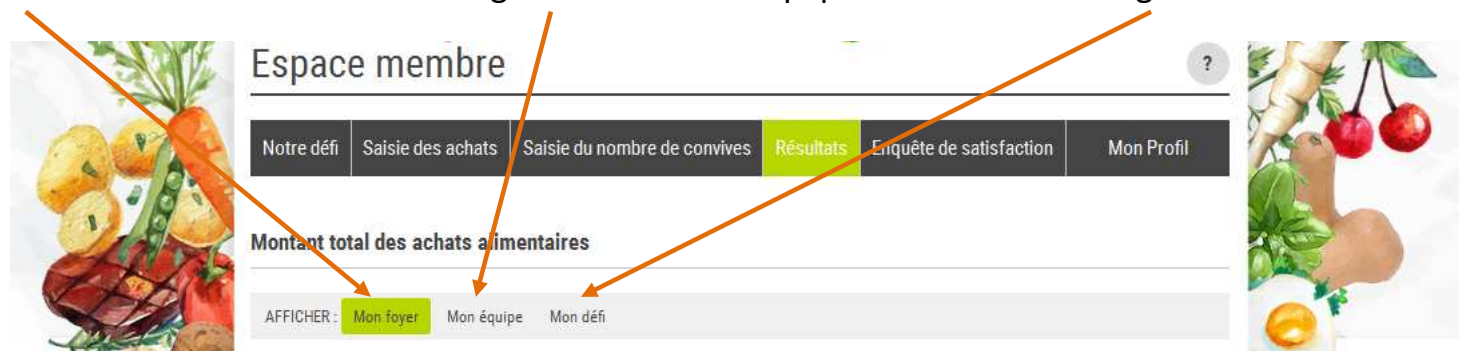 Espace membre
?
Notre défi Saisie des achats Saisie du nombre de convives Résultats Enquête de satisfaction Mon Profil
Montant total des achats alimentaires
AFFICHER : Mon foyer Mon équipe Mon défi